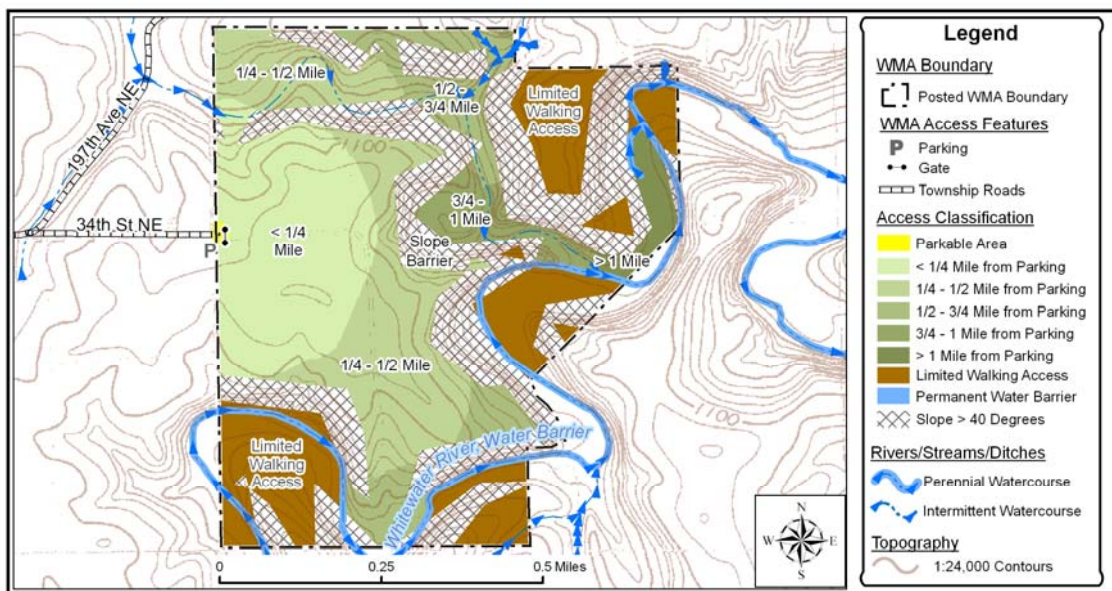 1/4 - 1/2 Mile
1/2 -
3/4 Mile
Limited
Walking
Access
197th Ave NE
1100
34th St NE
P
< 1/4
Mile
3/4 -
1 Mile
Slope
Barrier
> 1 Mile
1/4 - 1/2 Mile
1100
Limited
Walking
Access
Whitewater River, Water Barrier
N
W E
S
0 0.25 0.5 Miles
Legend
WMA Boundary
Posted WMA Boundary
WMA Access Features
P Parking
Gate
Township Roads
Access Classification
Parkable Area
< 1/4 Mile from Parking
1/4 - 1/2 Mile from Parking
1/2 - 3/4 Mile from Parking
3/4 - 1 Mile from Parking
> 1 Mile from Parking
Limited Walking Access
Permanent Water Barrier
Slope > 40 Degrees
Rivers/Streams/Ditches
Perennial Watercourse
Intermittent Watercourse
Topography
1:24,000 Contours